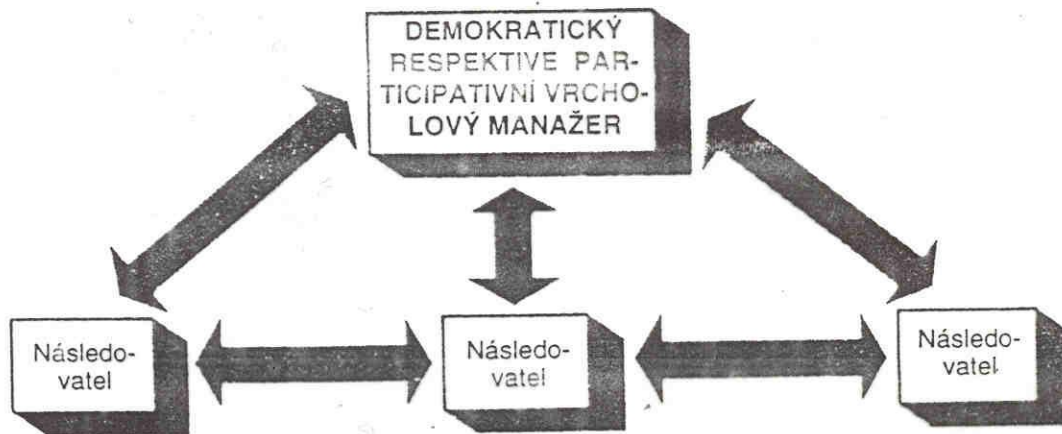 DEMOKRATICKÝ
RESPEKTIVE PAR-
TICIPATIVNÍ VRCHO-
LOVÝ MANAŽER
Následo-
vatel
Následo-
vatel
Následo-
vatel